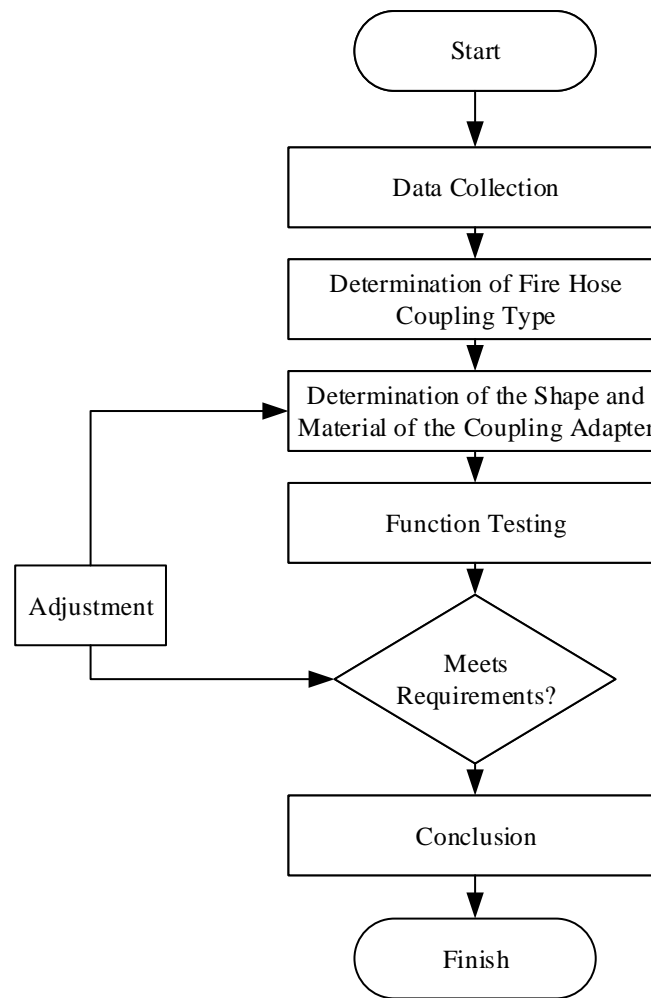 Start
Data Collection
Determination of Fire Hose
Coupling Type
Determination of the Shape and
Material of the Coupling Adapter
Function Testing
Adjustment
Meets
Requirements?
Conclusion
Finish